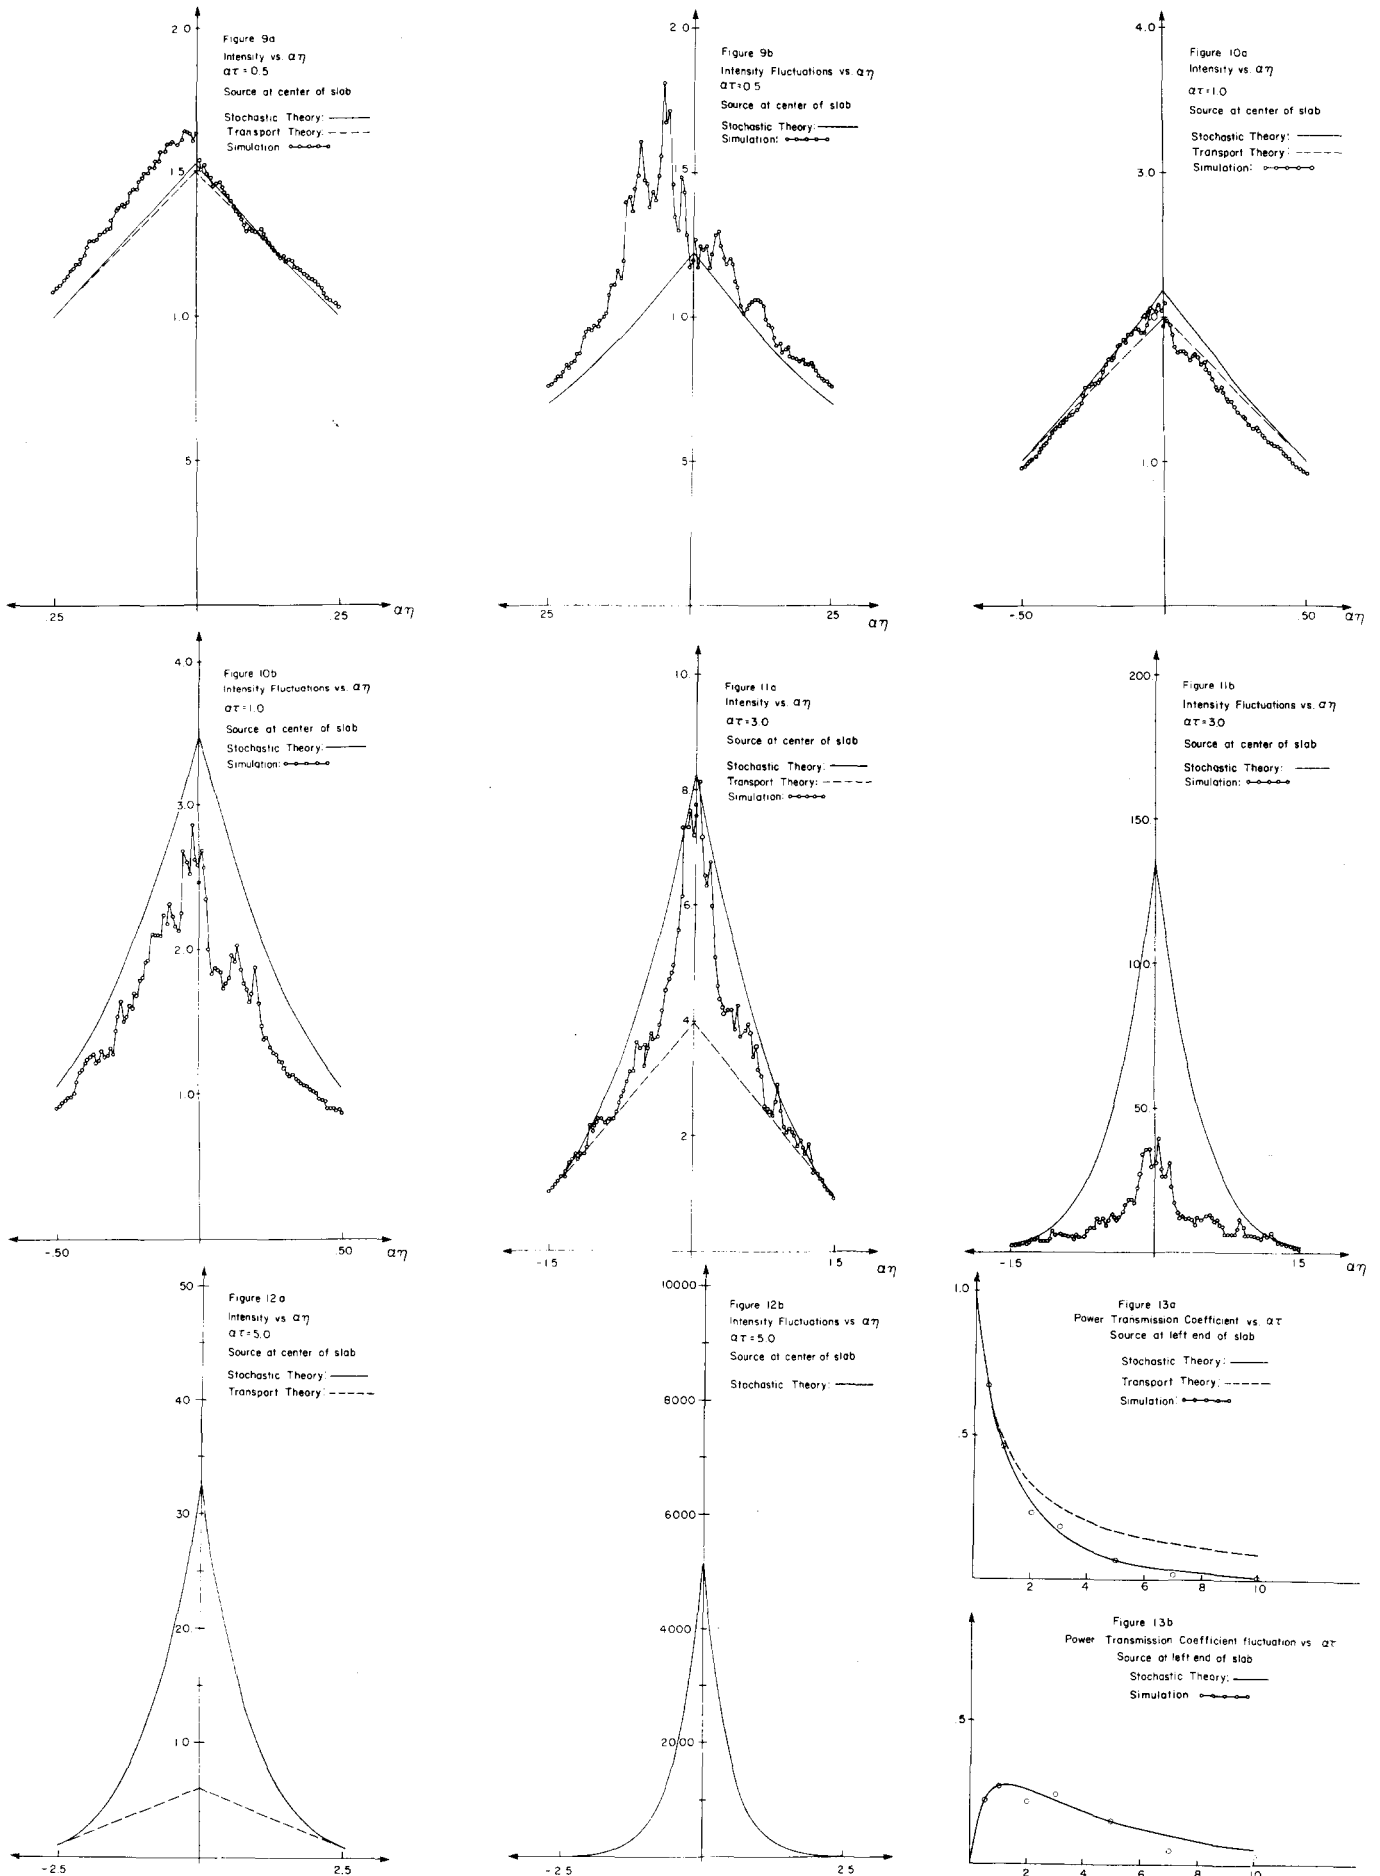 Figure 9a
Intensity vs. αη
ατ = 0.5
Source at center of slab
Stochastic Theory:
Transport Theory:
Simulation
2.0
1.5
1.0
.5
.25
.25
αη
Figure 9b
Intensity Fluctuations vs. αη
ατ = 0.5
Source at center of slab
Stochastic Theory:
Simulation:
2.0
1.5
1.0
.5
.25
.25
αη
Figure 10a
Intensity vs. αη
ατ = 1.0
Source at center of slab
Stochastic Theory:
Transport Theory:
Simulation:
4.0
3.0
1.0
-.50
.50
αη
Figure 10b
Intensity Fluctuations vs. αη
ατ = 1.0
Source at center of slab
Stochastic Theory:
Simulation:
4.0
3.0
2.0
1.0
-.50
.50
αη
Figure 11a
Intensity vs. αη
ατ = 3.0
Source at center of slab
Stochastic Theory:
Transport Theory:
Simulation:
10.
8.
6
4
2
-1.5
1.5
αη
Figure 11b
Intensity Fluctuations vs. αη
ατ = 3.0
Source at center of slab
Stochastic Theory:
Simulation:
200.
150.
100.
50.
-1.5
1.5
αη
Figure 12a
Intensity vs αη
ατ = 5.0
Source at center of slab
Stochastic Theory:
Transport Theory:
50
40
30
20
10
-2.5
2.5
Figure 12b
Intensity Fluctuations vs αη
ατ = 5.0
Source at center of slab
Stochastic Theory:
10000
8000
6000
4000
2000
-2.5
2.5
Figure 13a
Power Transmission Coefficient vs. ατ
Source at left end of slab
Stochastic Theory:
Transport Theory:
Simulation:
1.0
.5
2 4 6 8 10
Figure 13b
Power Transmission Coefficient fluctuation vs ατ
Source at left end of slab
Stochastic Theory:
Simulation
.5
2 4 6 8 10